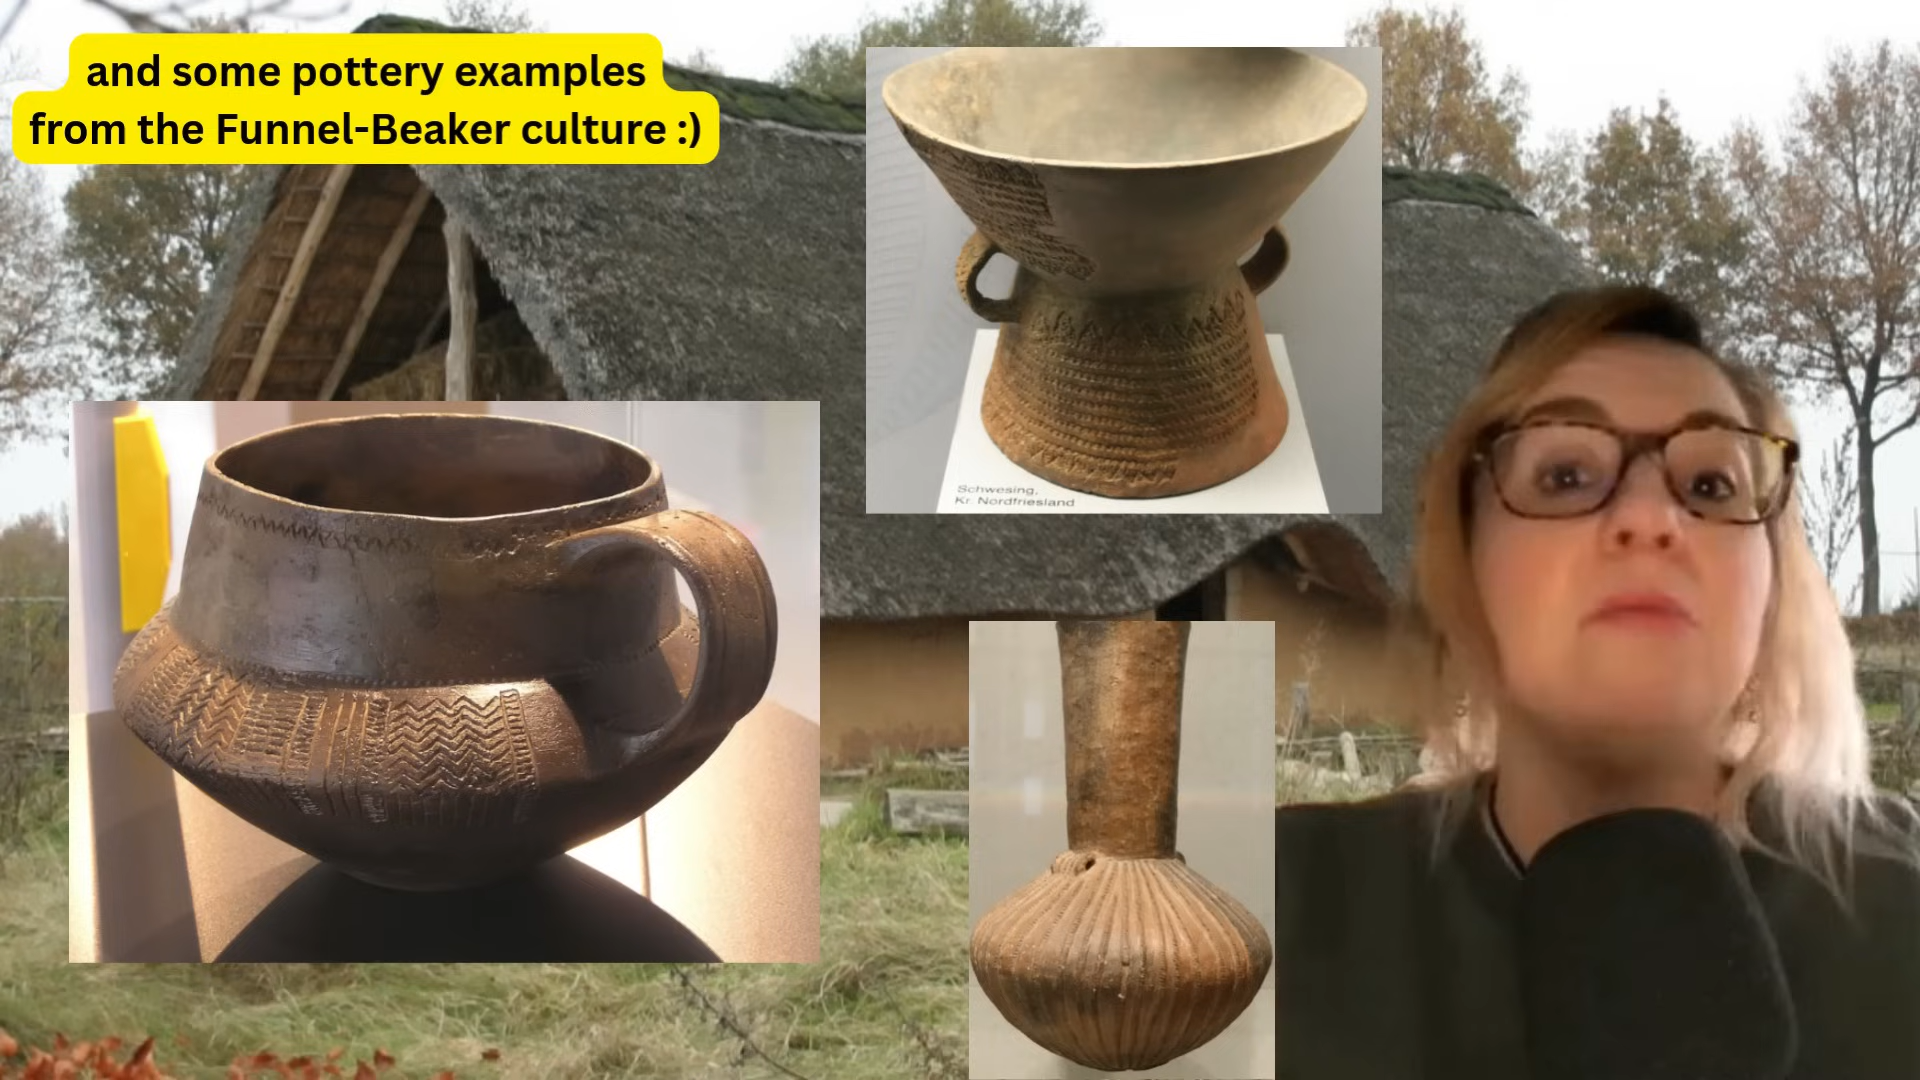 and some pottery examples
from the Funnel-Beaker culture :)
Schwesing,
Kr. Nordfriesland